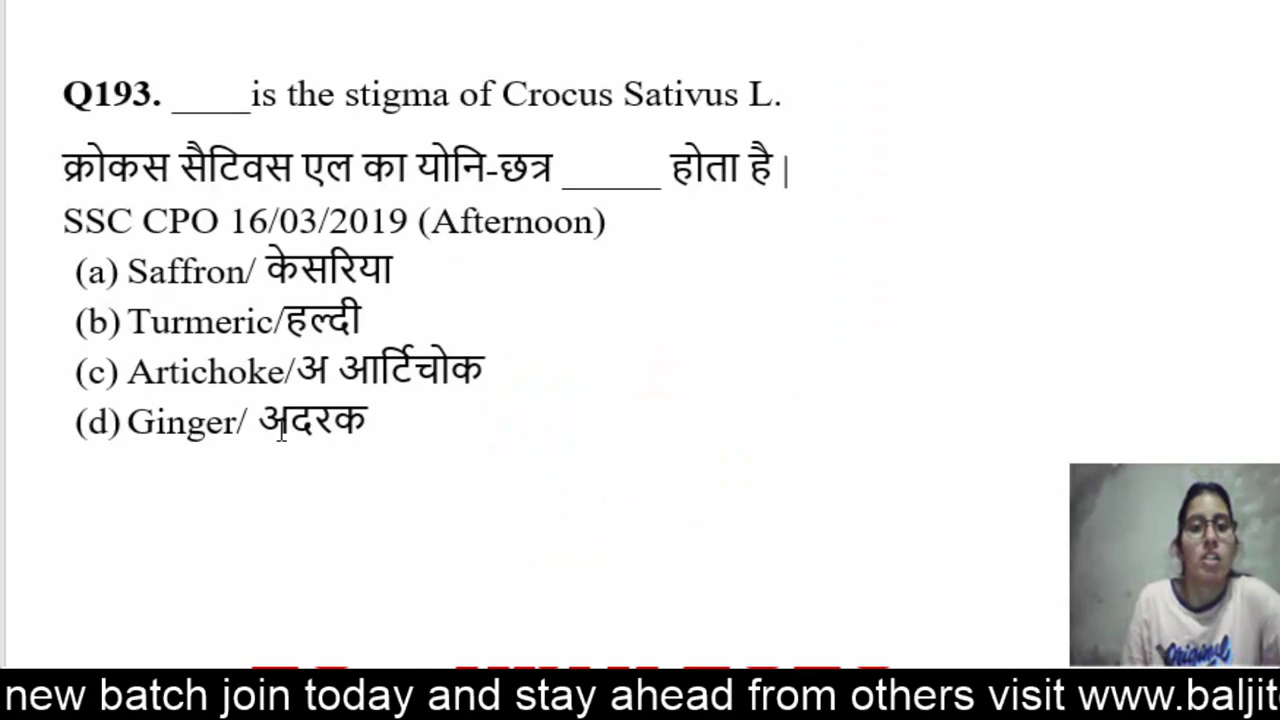 Q193. ____is the stigma of Crocus Sativus L.
क्रोकस सैटिवस एल का योनि-छत्र _____ होता है |
SSC CPO 16/03/2019 (Afternoon)
(a) Saffron/ केसरिया
(b) Turmeric/हल्दी
(c) Artichoke/अ आर्टिचोक
(d) Ginger/ अदरक
Original
new batch join today and stay ahead from others visit www.baljit